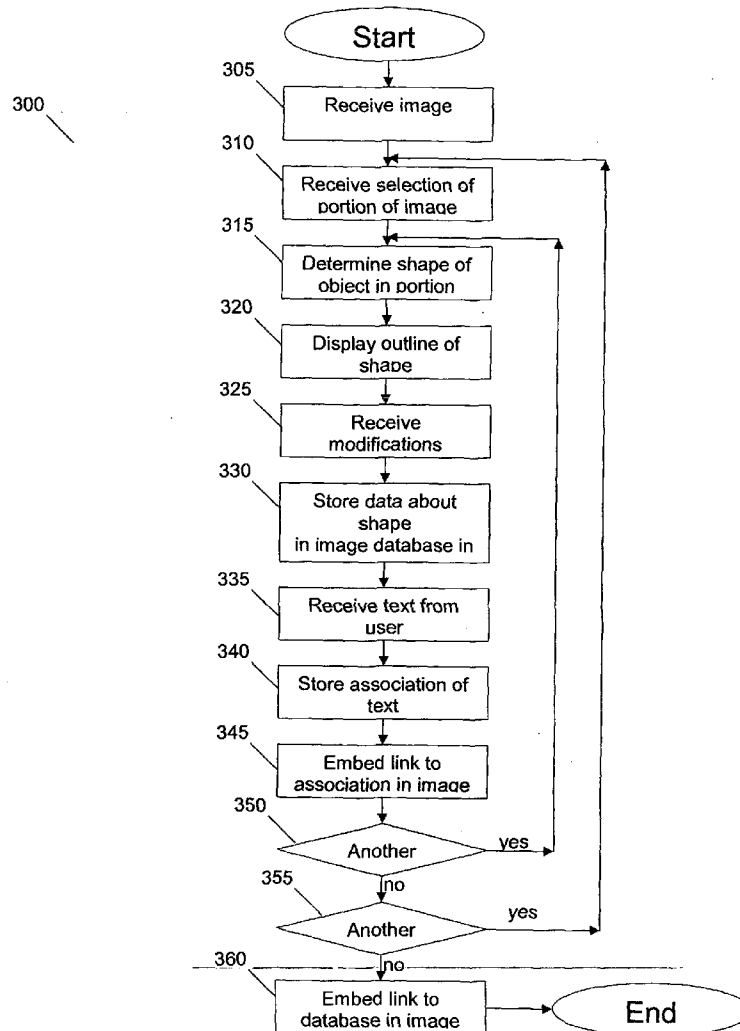 Start
305
Receive image
300
310
Receive selection of
portion of image
315
Determine shape of
object in portion
320
Display outline of
shape
325
Receive
modifications
330
Store data about
shape
in image database in
335
Receive text from
user
340
Store association of
text
345
Embed link to
association in image
350
Another
yes
no
355
Another
yes
no
360
Embed link to
database in image
End